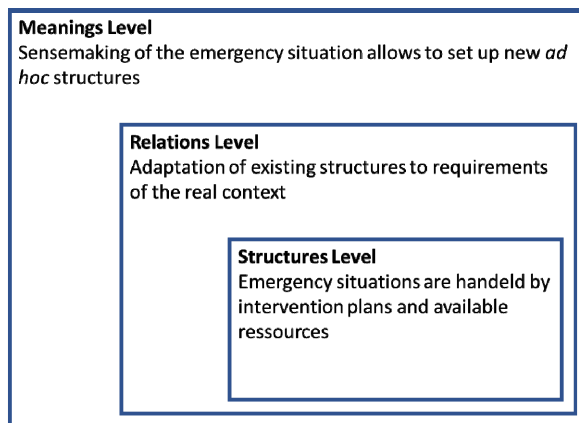 Meanings Level
Sensemaking of the emergency situation allows to set up new ad
hoc structures
Relations Level
Adaptation of existing structures to requirements
of the real context
Structures Level
Emergency situations are handeld by
intervention plans and available
ressources